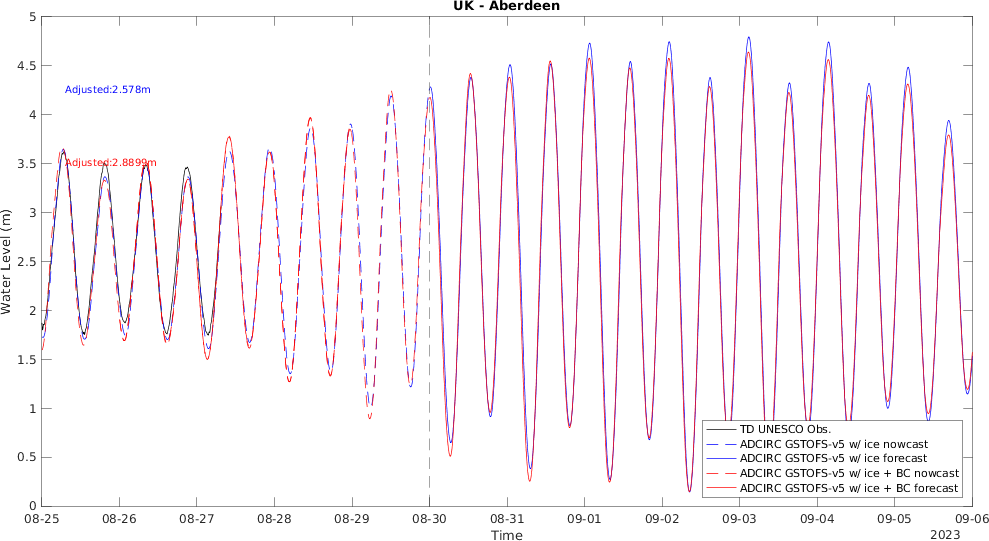 UK - Aberdeen
5
4.5
4
3.5
3
2.5
2
1.5
1
0.5
0
Water Level (m)
Adjusted:2.578m
Adjusted:2.8899m
TD UNESCO Obs.
ADCIRC GSTOFS-v5 w/ ice nowcast
ADCIRC GSTOFS-v5 w/ ice forecast
ADCIRC GSTOFS-v5 w/ ice + BC nowcast
ADCIRC GSTOFS-v5 w/ ice + BC forecast
08-25 08-26 08-27 08-28 08-29 08-30 08-31 09-01 09-02 09-03 09-04 09-05 09-06
Time
2023